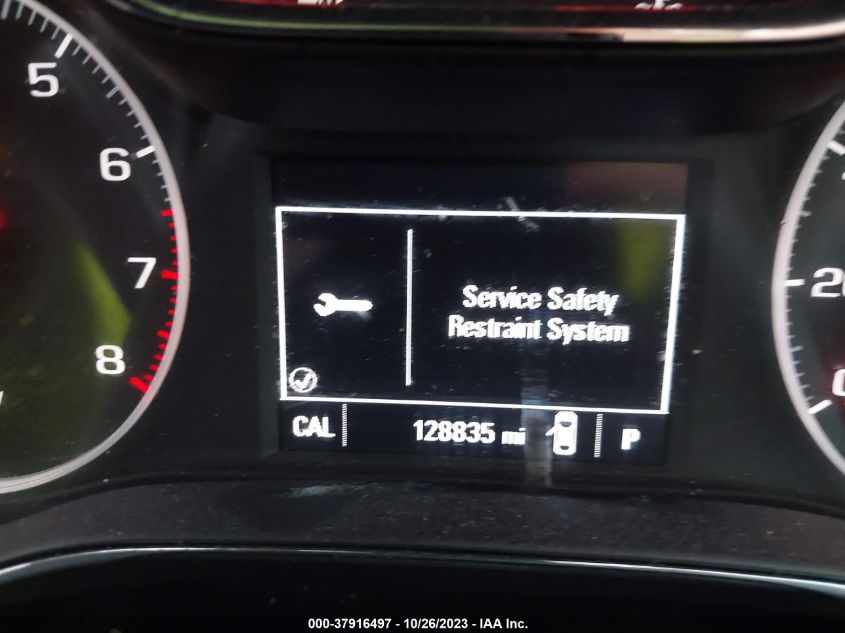 5
6
7
8
Service Safety
Restraint System
CAL 128835 mi P
000-37916497 - 10/26/2023 - IAA Inc.